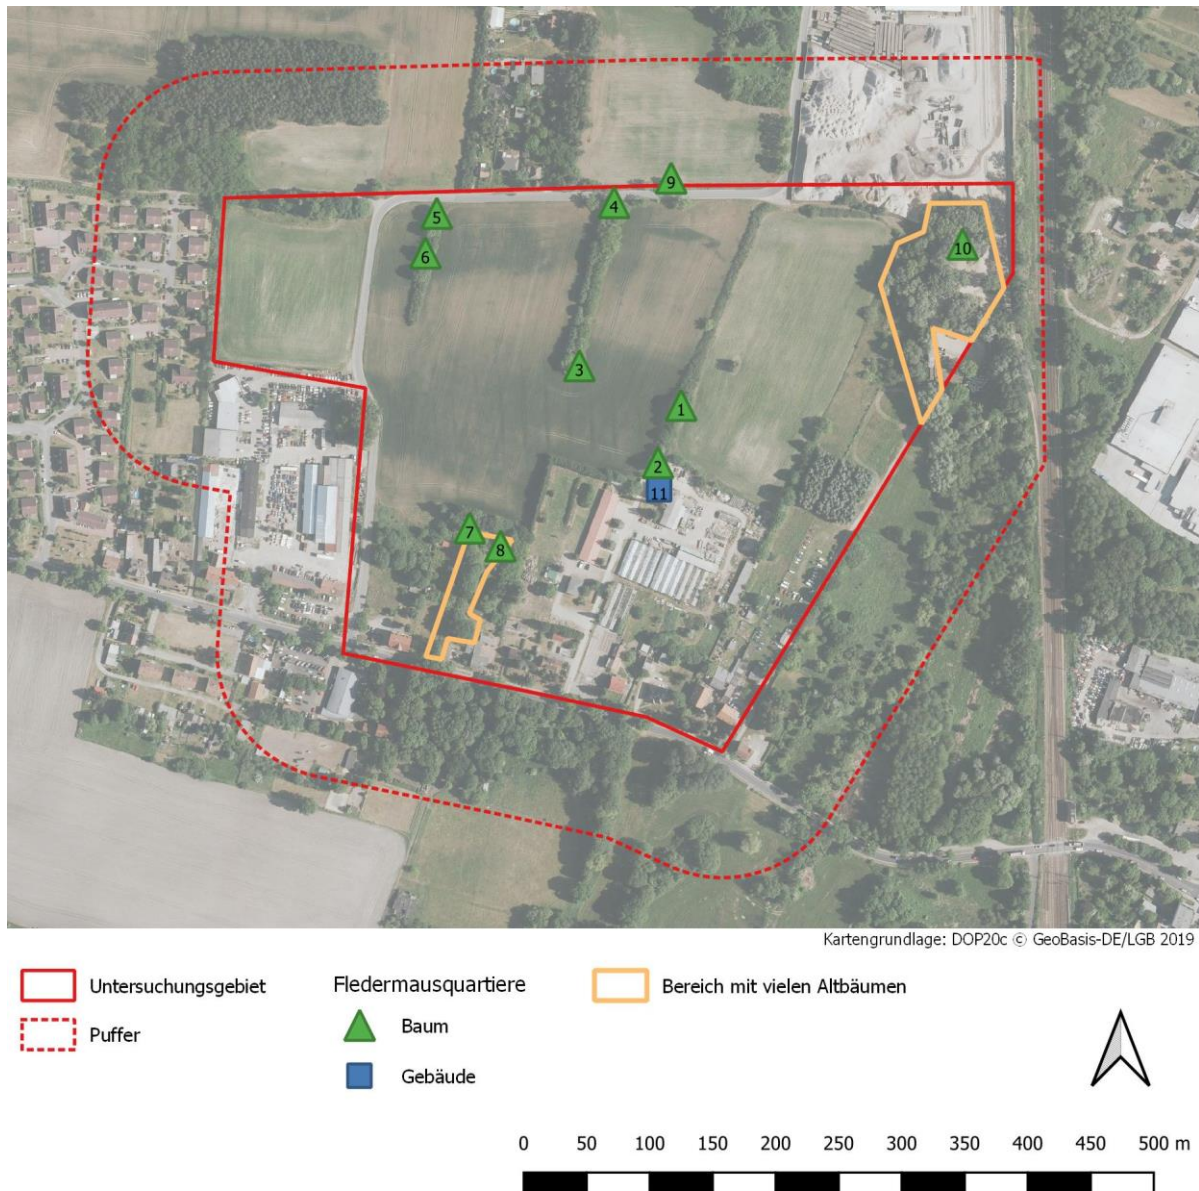 9
5
4
6
10
3
1
2
11
7
8
Kartengrundlage: DOP20c © GeoBasis-DE/LGB 2019
Untersuchungsgebiet
Fledermausquartiere
Bereich mit vielen Altbäumen
Puffer
Baum
Gebäude
0 50 100 150 200 250 300 350 400 450 500 m